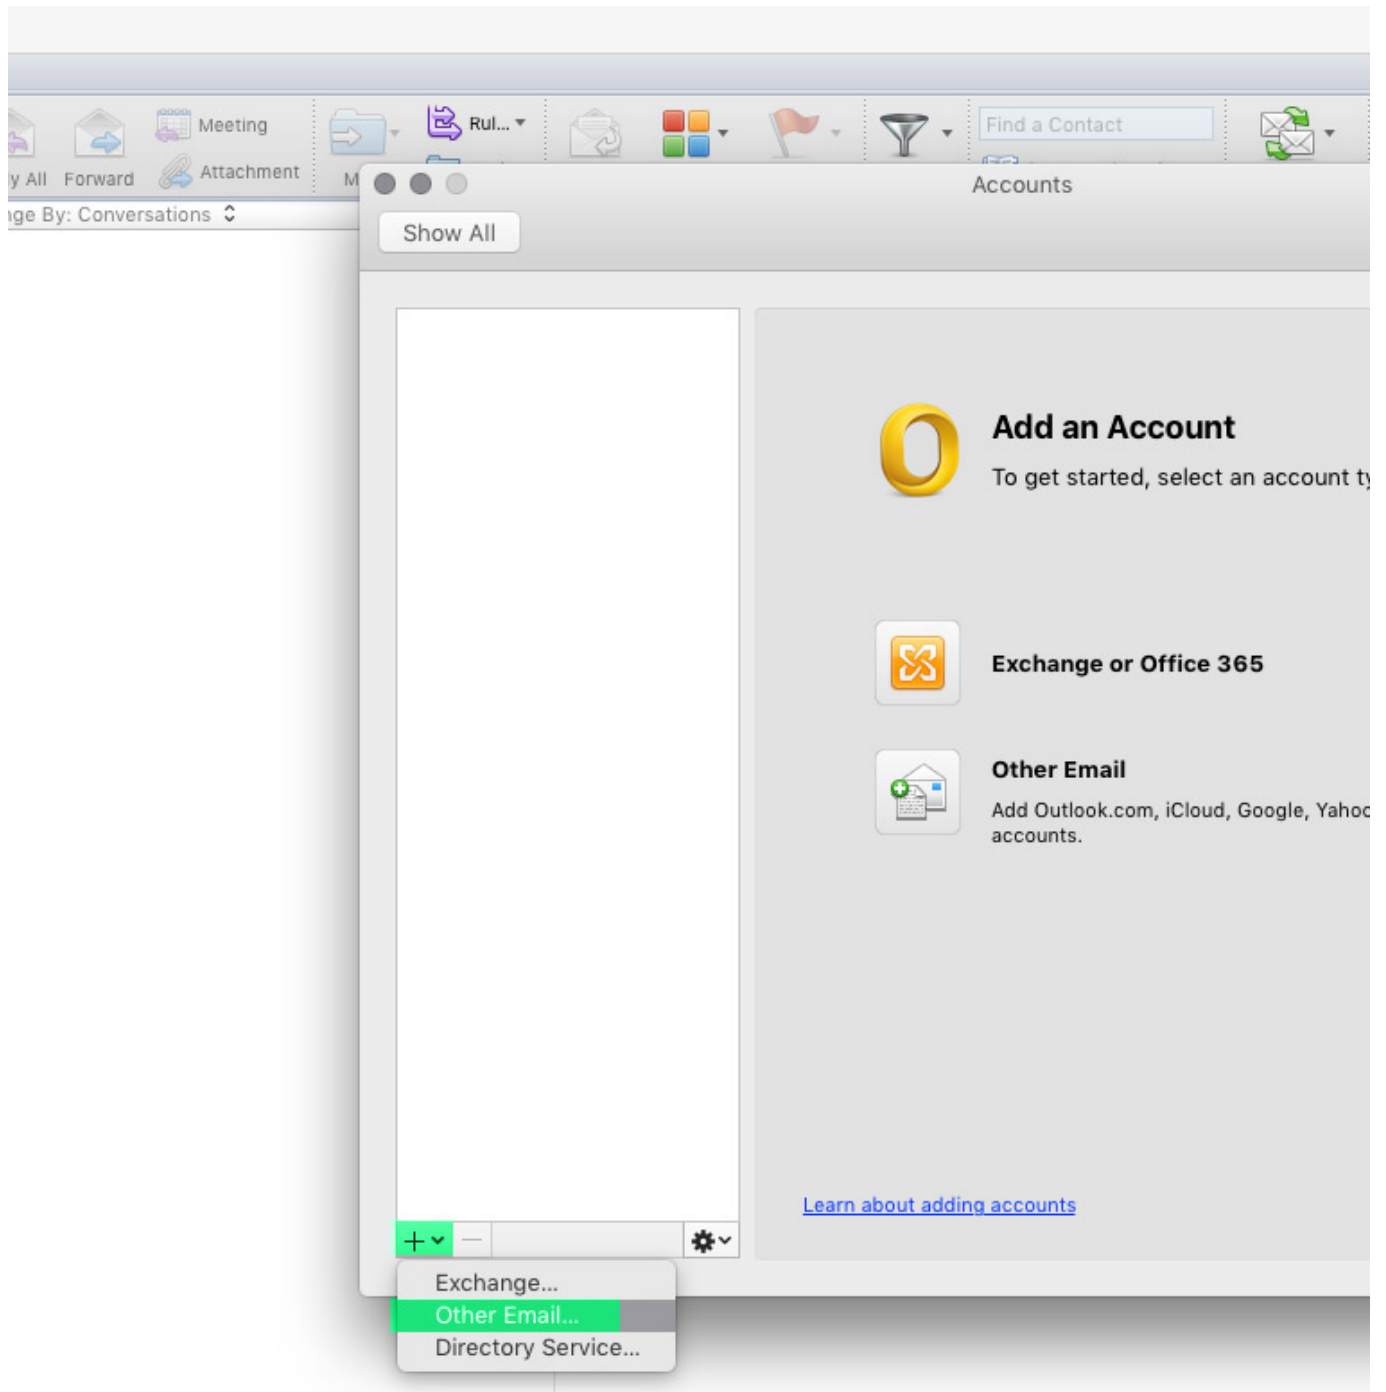 Meeting
Rul...
Find a Contact
y All Forward Attachment M
Accounts
ge By: Conversations
Show All
Add an Account
To get started, select an account ty
Exchange or Office 365
Other Email
Add Outlook.com, iCloud, Google, Yahoo
accounts.
Learn about adding accounts
Exchange...
Other Email...
Directory Service...